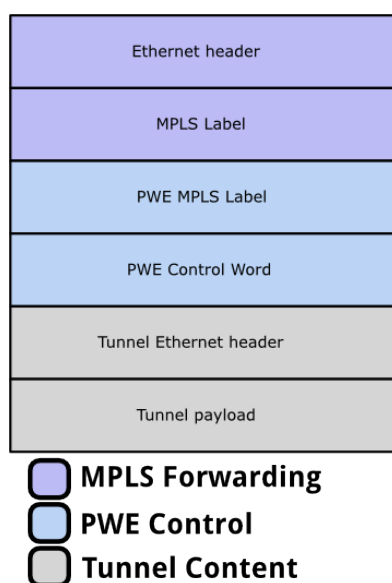 Ethernet header
MPLS Label
PWE MPLS Label
PWE Control Word
Tunnel Ethernet header
Tunnel payload
MPLS Forwarding
PWE Control
Tunnel Content